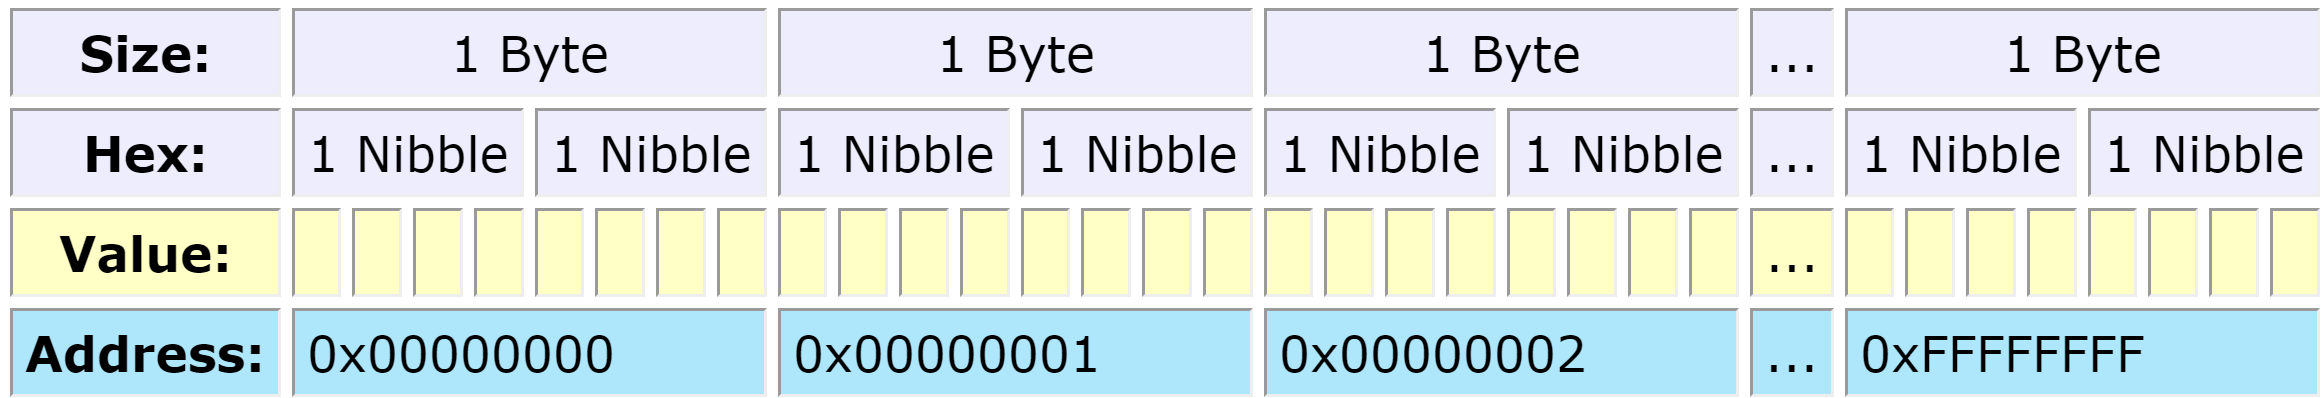 Size: 1 Byte 1 Byte 1 Byte ... 1 Byte
Hex: 1 Nibble 1 Nibble 1 Nibble 1 Nibble 1 Nibble 1 Nibble ... 1 Nibble 1 Nibble
Value: ...
Address: 0x00000000 0x00000001 0x00000002 ... 0xFFFFFFFF